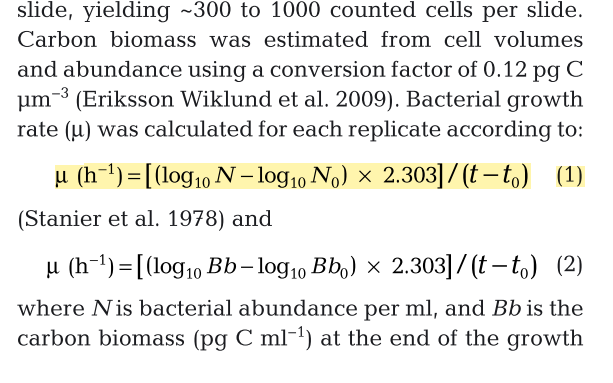 slide, yielding ~300 to 1000 counted cells per slide.
Carbon biomass was estimated from cell volumes
and abundance using a conversion factor of 0.12 pg C
μm⁻³ (Eriksson Wiklund et al. 2009). Bacterial growth
rate (μ) was calculated for each replicate according to:
μ (h⁻¹) = [(log₁₀ N – log₁₀ N₀) × 2.303] / (t – t₀) (1)
(Stanier et al. 1978) and
μ (h⁻¹) = [(log₁₀ Bb – log₁₀ Bb₀) × 2.303] / (t – t₀) (2)
where N is bacterial abundance per ml, and Bb is the
carbon biomass (pg C ml⁻¹) at the end of the growth